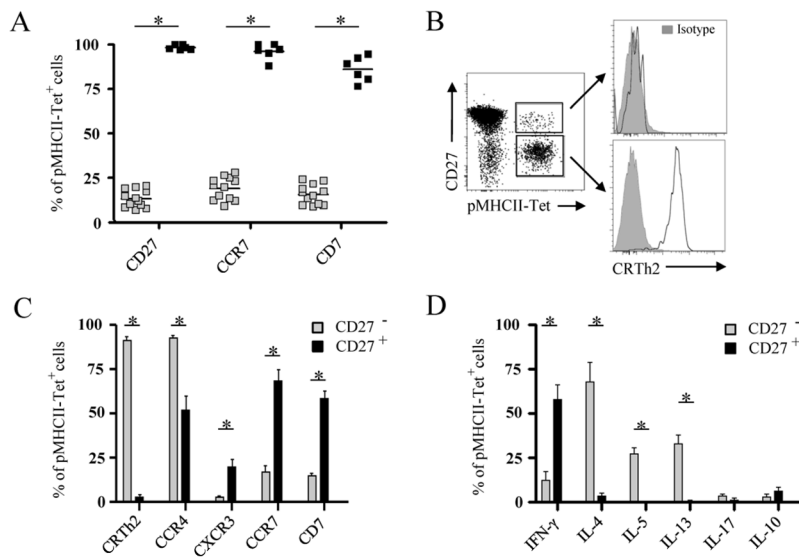 A
*
*
*
% of pMHCII-Tet+ cells
100
75
50
25
0
CD27
CCR7
CD7
B
Isotype
CD27
pMHCII-Tet
CRTh2
C
% of pMHCII-Tet+ cells
100
75
50
25
0
*
*
*
*
*
CD27 -
CD27 +
CRTh2
CCR4
CXCR3
CCR7
CD7
D
% of pMHCII-Tet+ cells
100
75
50
25
0
*
*
*
*
CD27 -
CD27 +
IFN-γ
IL-4
IL-5
IL-13
IL-17
IL-10